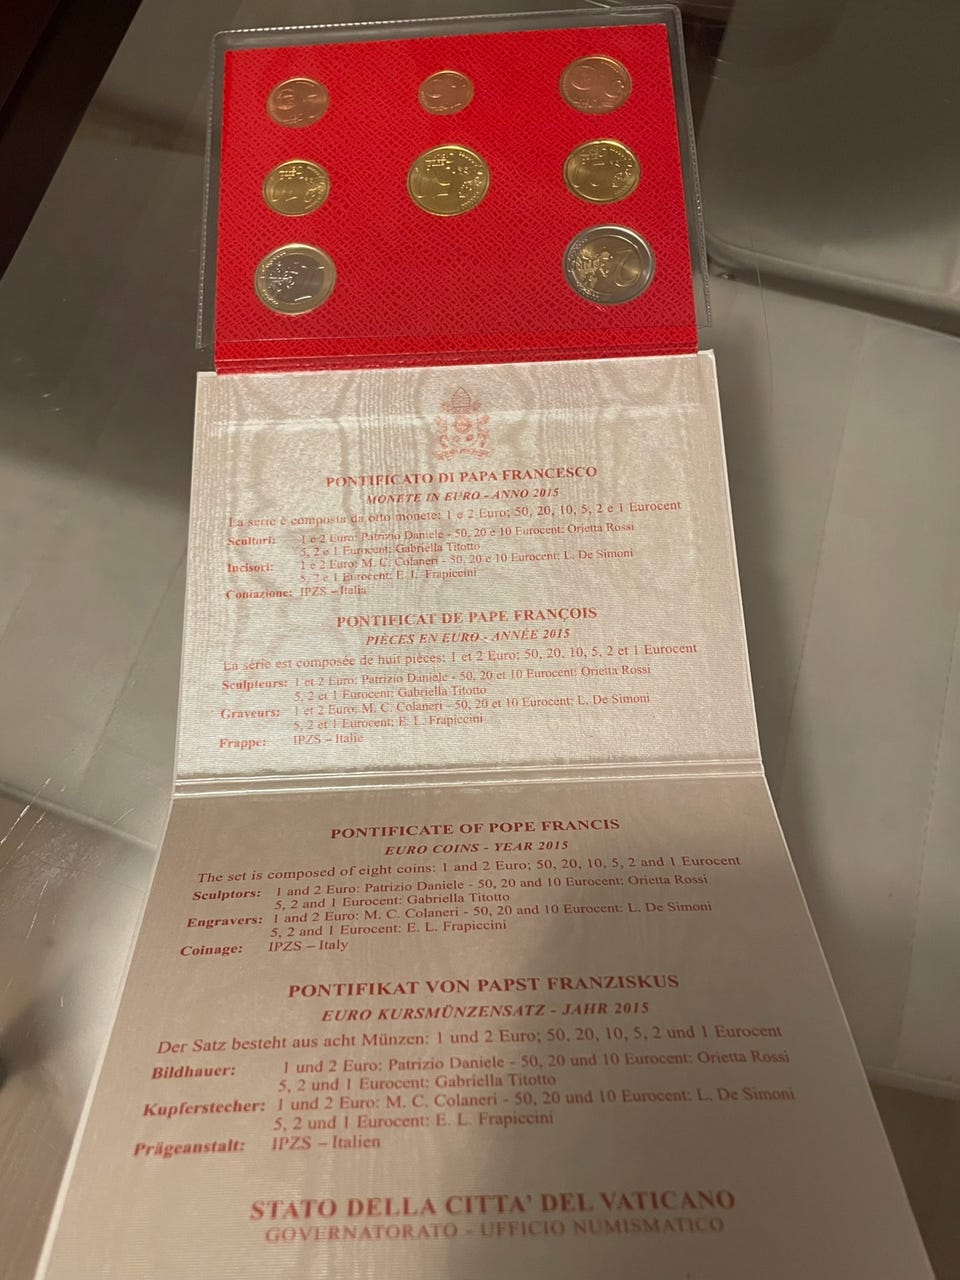 PONTIFICATO DI PAPA FRANCESCO
MONETE IN EURO - ANNO 2015
La serie è composta da otto monete: 1 e 2 Euro; 50, 20, 10, 5, 2 e 1 Eurocent
Scultori: 1 e 2 Euro: Patrizio Daniele - 50, 20 e 10 Eurocent: Orietta Rossi
5, 2 e 1 Eurocent: Gabriella Titotto
Incisori: 1 e 2 Euro: M. C. Colaneri - 50, 20 e 10 Eurocent: L. De Simoni
5, 2 e 1 Eurocent: E. L. Frapiccini
Coniazione: IPZS – Italia
PONTIFICAT DE PAPE FRANÇOIS
PIÈCES EN EURO - ANNÉE 2015
La série est composée de huit pièces: 1 et 2 Euro; 50, 20, 10, 5, 2 et 1 Eurocent
Sculpteurs: 1 et 2 Euro: Patrizio Daniele - 50, 20 et 10 Eurocent: Orietta Rossi
5, 2 et 1 Eurocent: Gabriella Titotto
Graveurs: 1 et 2 Euro: M. C. Colaneri - 50, 20 et 10 Eurocent: L. De Simoni
5, 2 et 1 Eurocent: E. L. Frapiccini
Frappe: IPZS – Italie
PONTIFICATE OF POPE FRANCIS
EURO COINS - YEAR 2015
The set is composed of eight coins: 1 and 2 Euro; 50, 20, 10, 5, 2 and 1 Eurocent
Sculptors: 1 and 2 Euro: Patrizio Daniele - 50, 20 and 10 Eurocent: Orietta Rossi
5, 2 and 1 Eurocent: Gabriella Titotto
Engravers: 1 and 2 Euro: M. C. Colaneri - 50, 20 and 10 Eurocent: L. De Simoni
5, 2 and 1 Eurocent: E. L. Frapiccini
Coinage: IPZS – Italy
PONTIFIKAT VON PAPST FRANZISKUS
EURO KURSMÜNZENSATZ - JAHR 2015
Der Satz besteht aus acht Münzen: 1 und 2 Euro; 50, 20, 10, 5, 2 und 1 Eurocent
Bildhauer: 1 und 2 Euro: Patrizio Daniele - 50, 20 und 10 Eurocent: Orietta Rossi
5, 2 und 1 Eurocent: Gabriella Titotto
Kupferstecher: 1 und 2 Euro: M. C. Colaneri - 50, 20 und 10 Eurocent: L. De Simoni
5, 2 und 1 Eurocent: E. L. Frapiccini
Prägeanstalt: IPZS – Italien
STATO DELLA CITTA' DEL VATICANO
GOVERNATORATO - UFFICIO NUMISMATICO